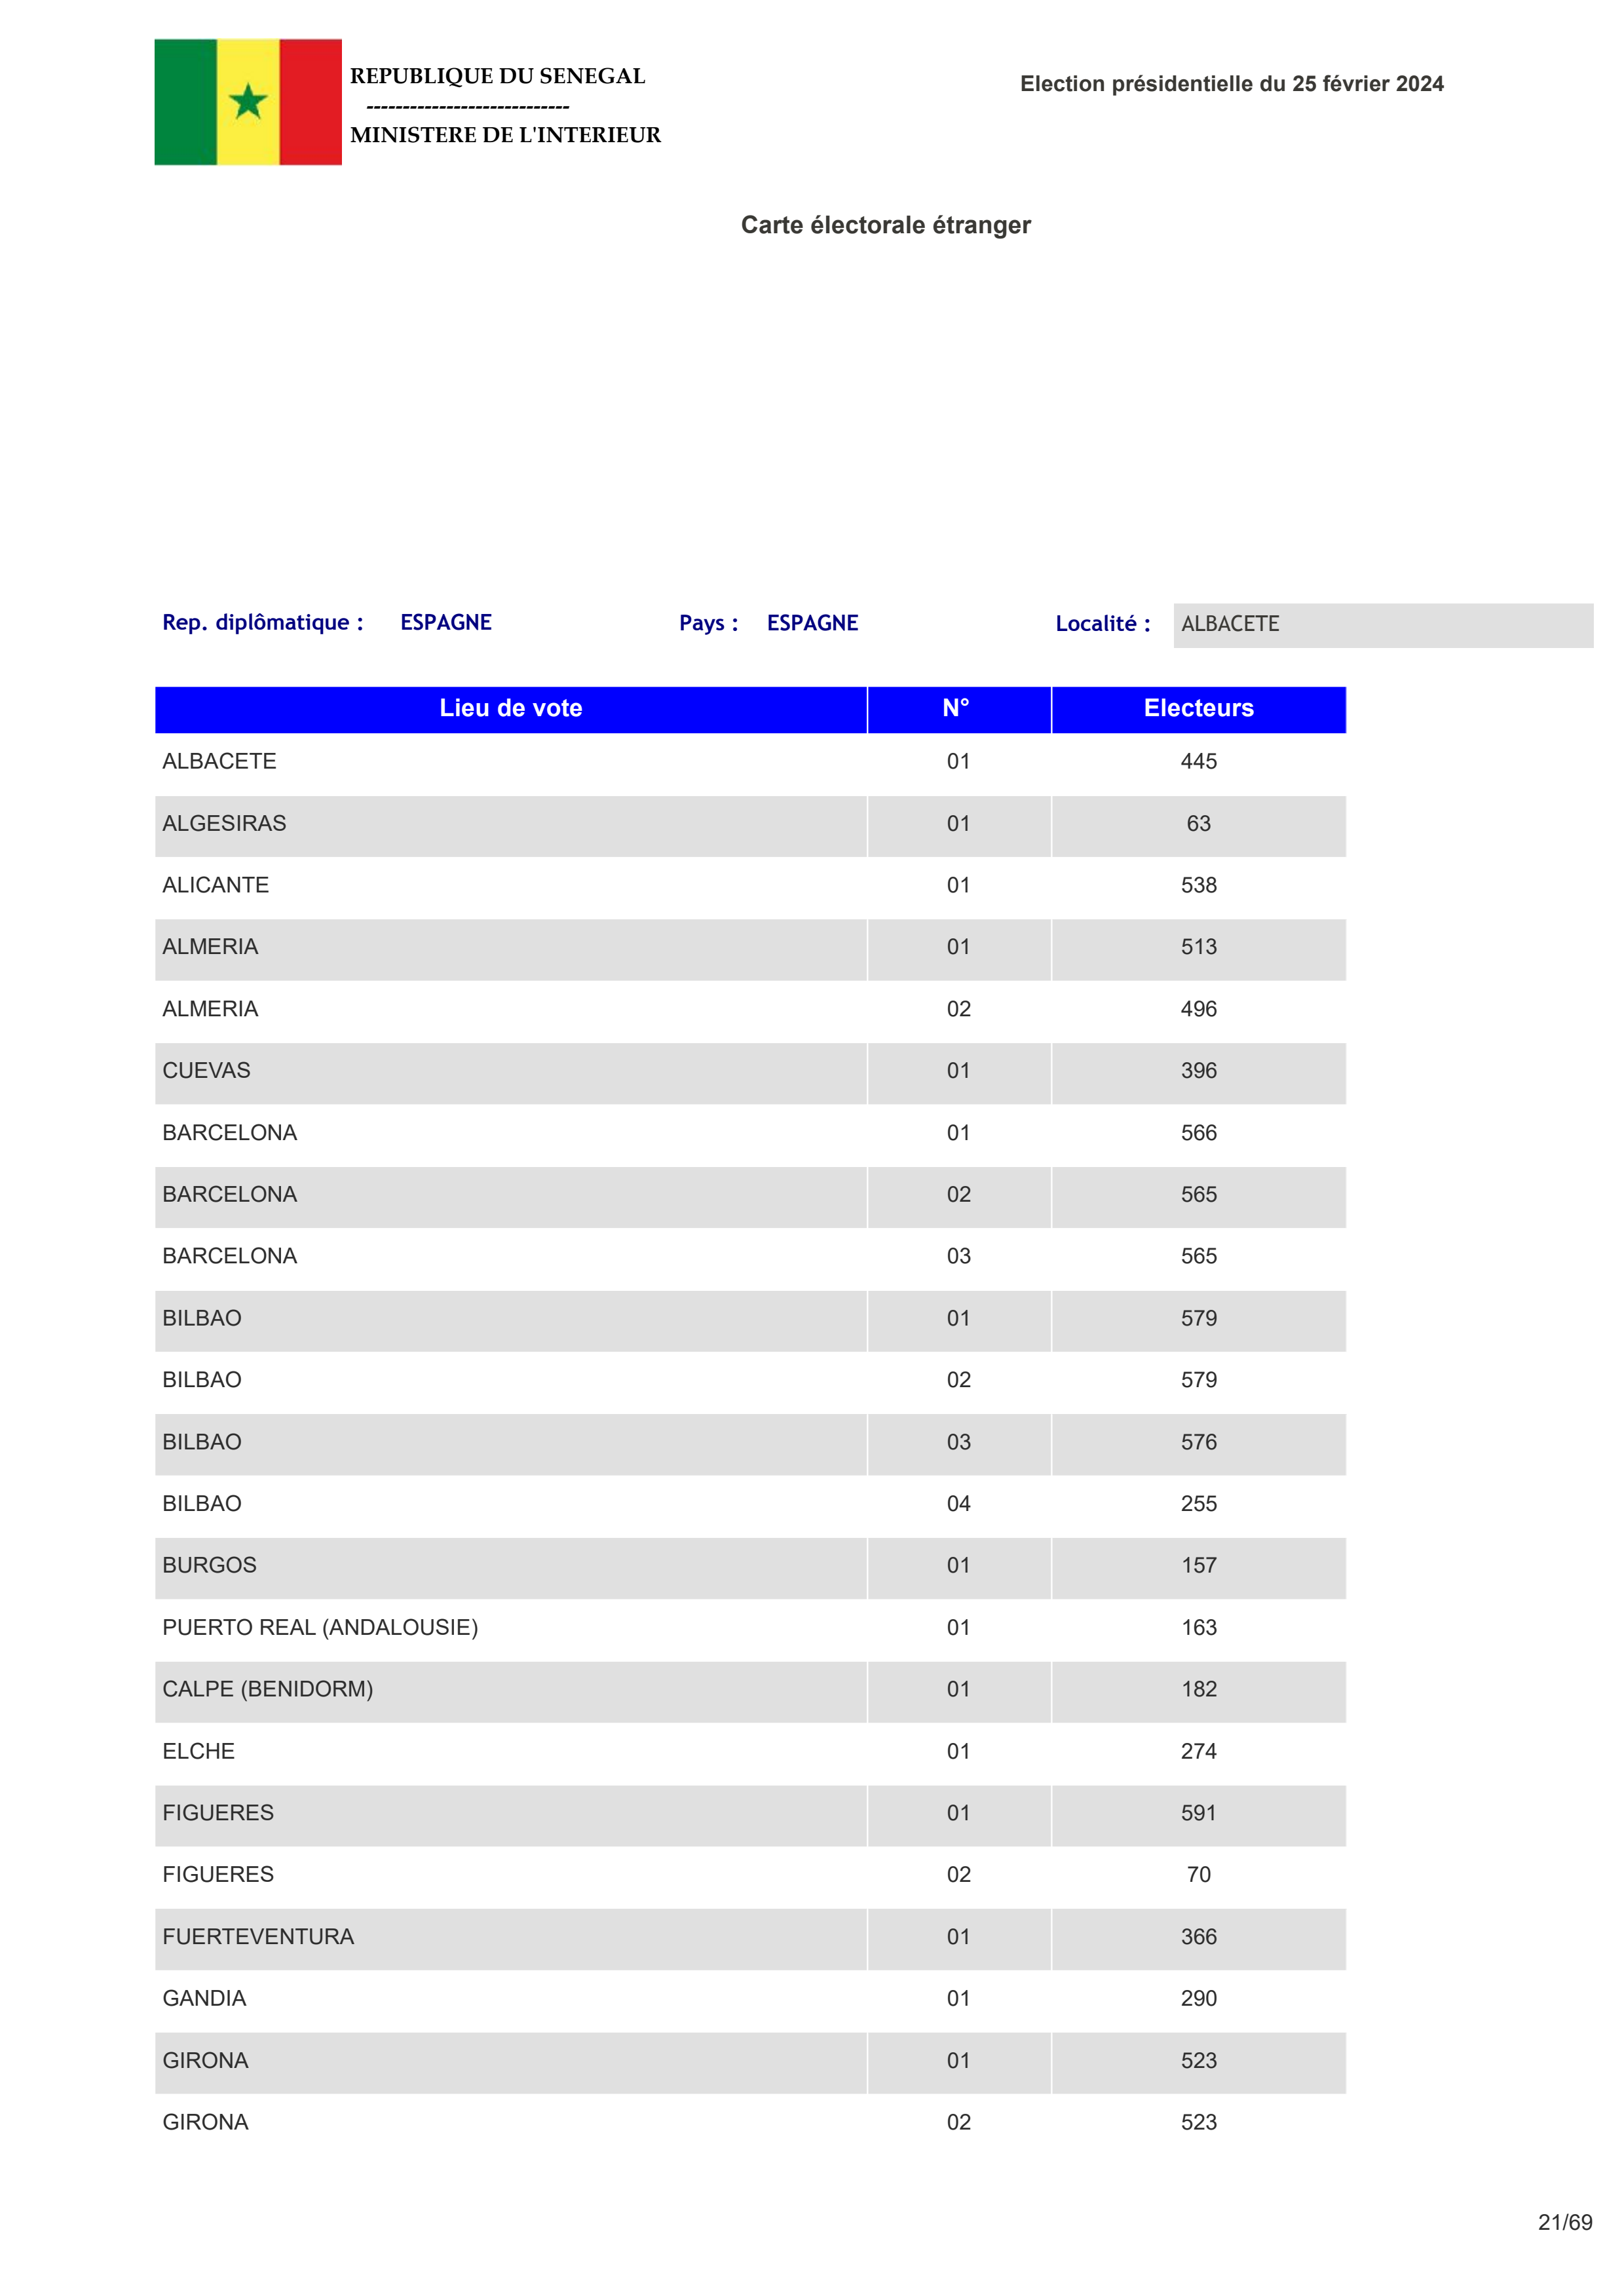 REPUBLIQUE DU SENEGAL
----------------------------
MINISTERE DE L'INTERIEUR
Election présidentielle du 25 février 2024
Carte électorale étranger
Rep. diplômatique : ESPAGNE Pays : ESPAGNE Localité : ALBACETE
Lieu de vote N° Electeurs
ALBACETE 01 445
ALGESIRAS 01 63
ALICANTE 01 538
ALMERIA 01 513
ALMERIA 02 496
CUEVAS 01 396
BARCELONA 01 566
BARCELONA 02 565
BARCELONA 03 565
BILBAO 01 579
BILBAO 02 579
BILBAO 03 576
BILBAO 04 255
BURGOS 01 157
PUERTO REAL (ANDALOUSIE) 01 163
CALPE (BENIDORM) 01 182
ELCHE 01 274
FIGUERES 01 591
FIGUERES 02 70
FUERTEVENTURA 01 366
GANDIA 01 290
GIRONA 01 523
GIRONA 02 523
21/69